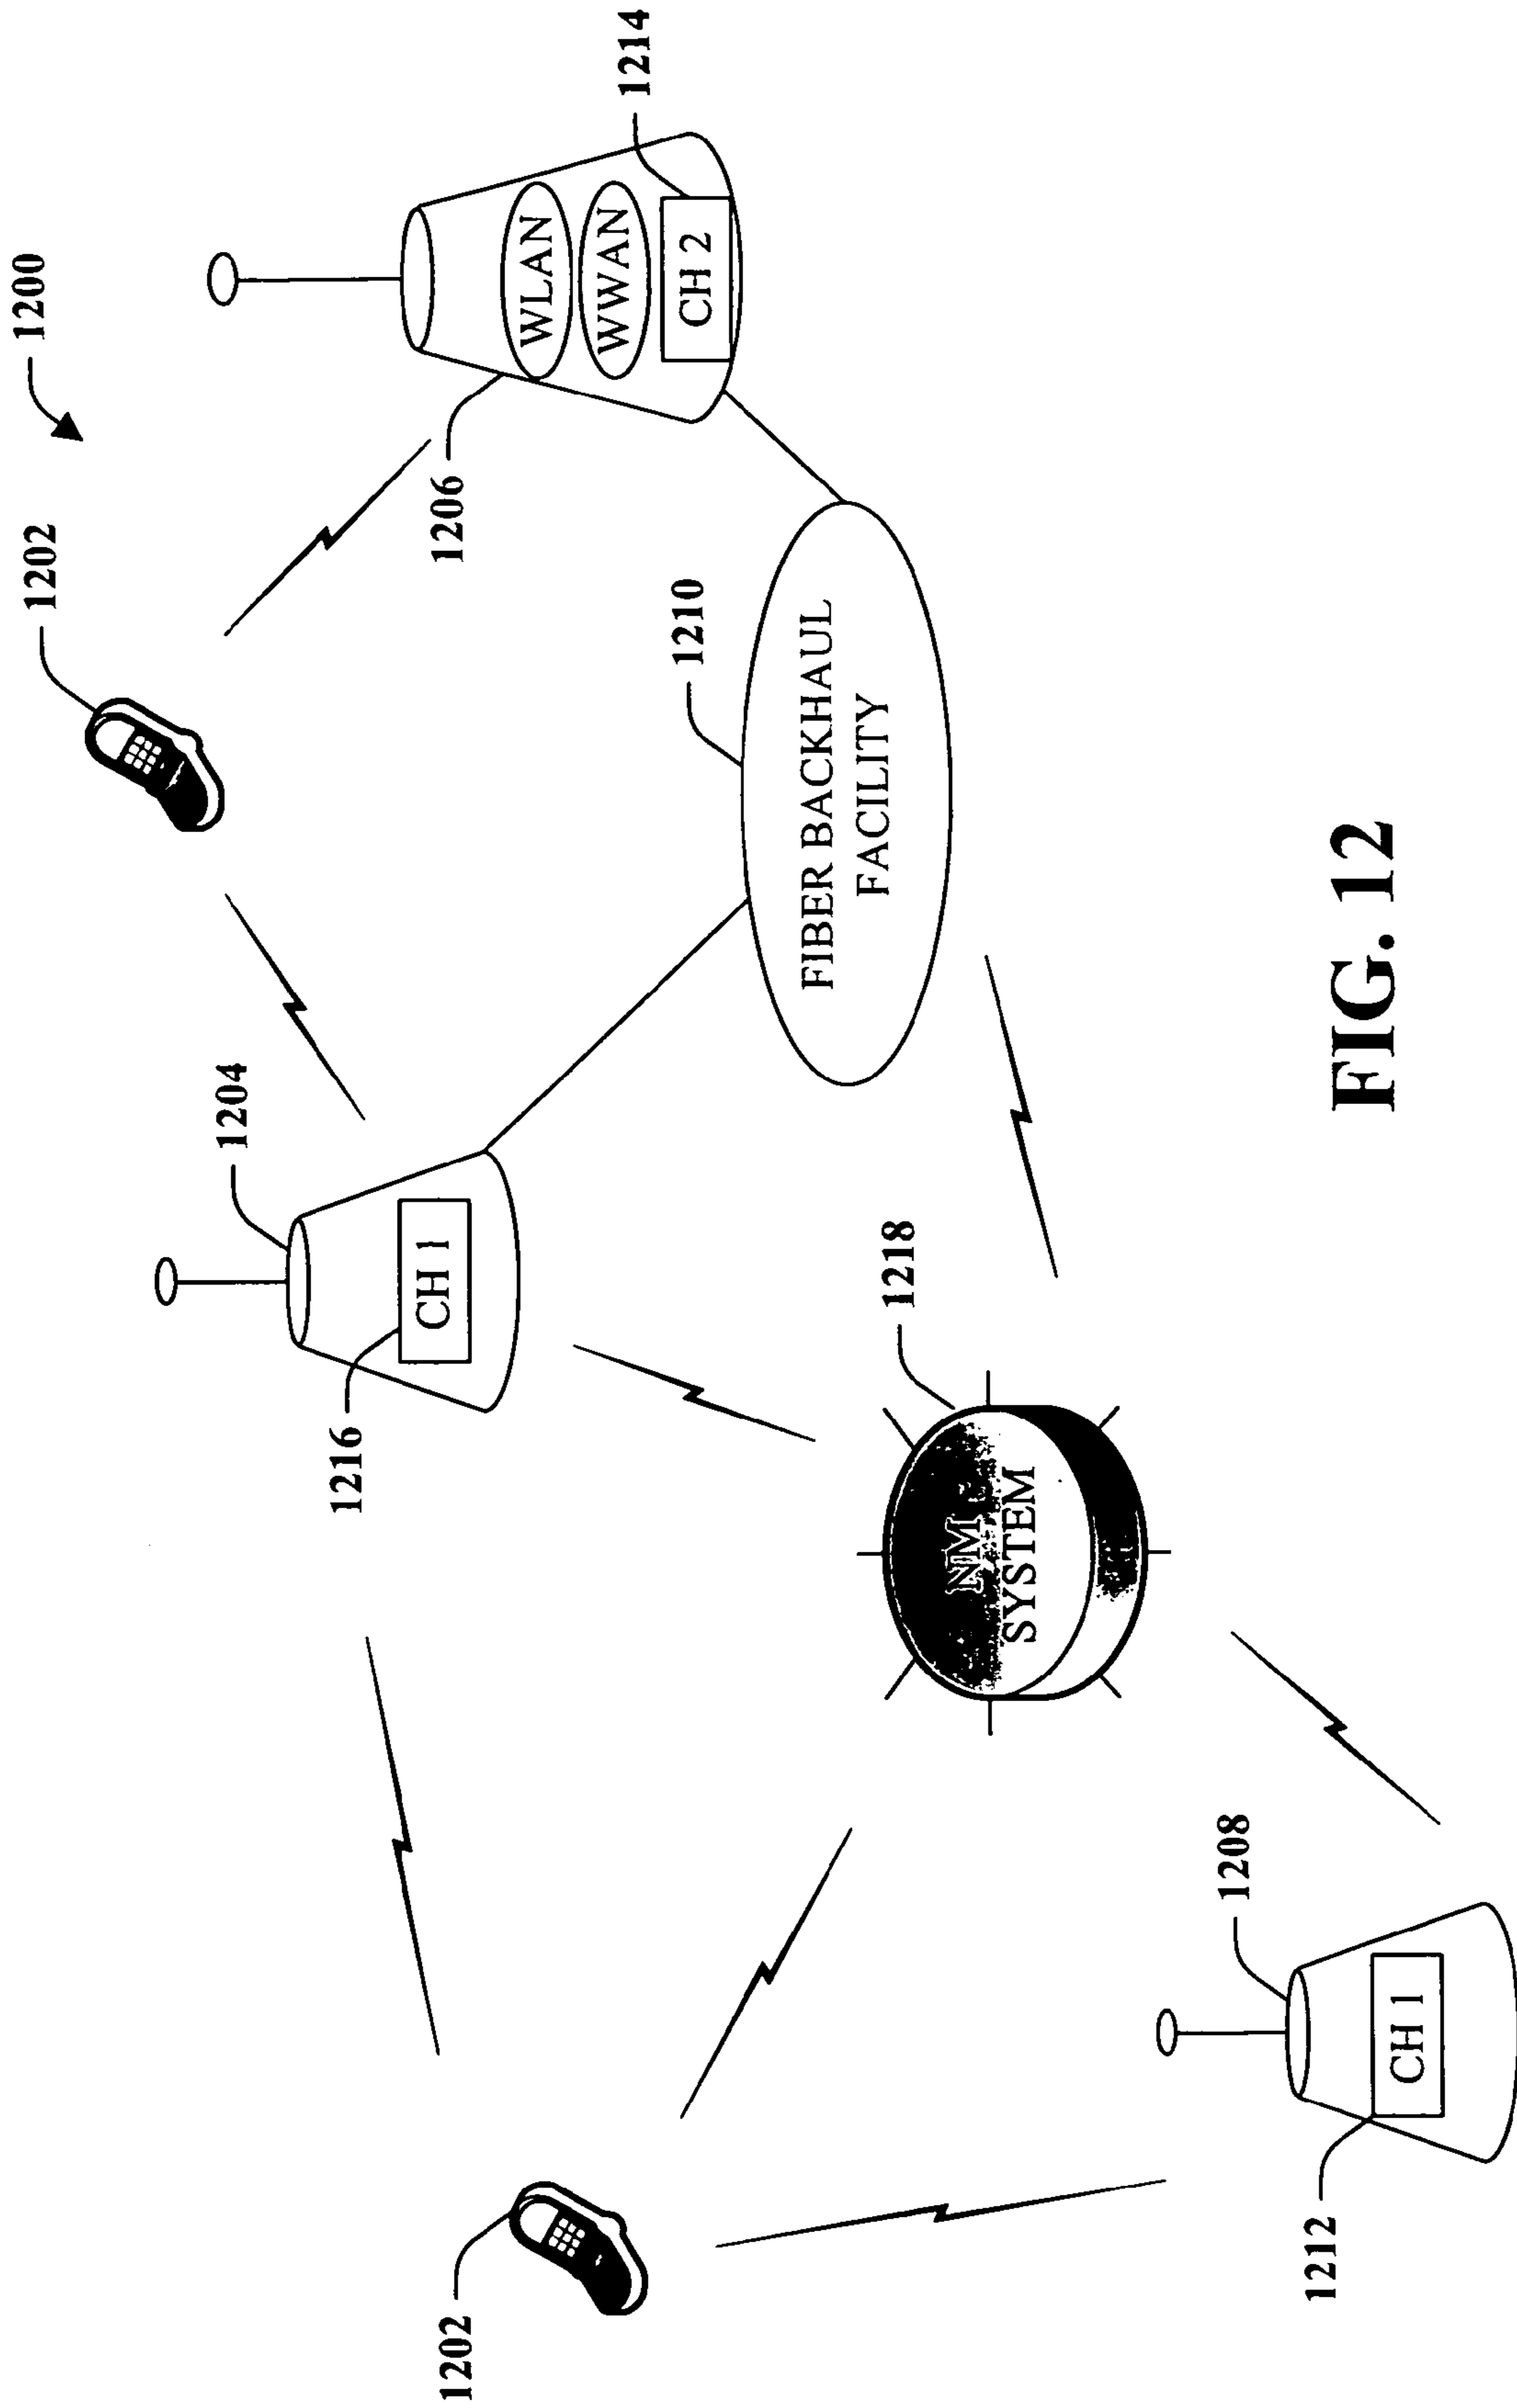 1200
1202
1214
1204
1206
WLAN
WWAN
CH 2
1216
CH 1
1210
FIBER BACKHAUL
FACILITY
1202
1218
NM
SYSTEM
1208
1212
CH 1
FIG. 12